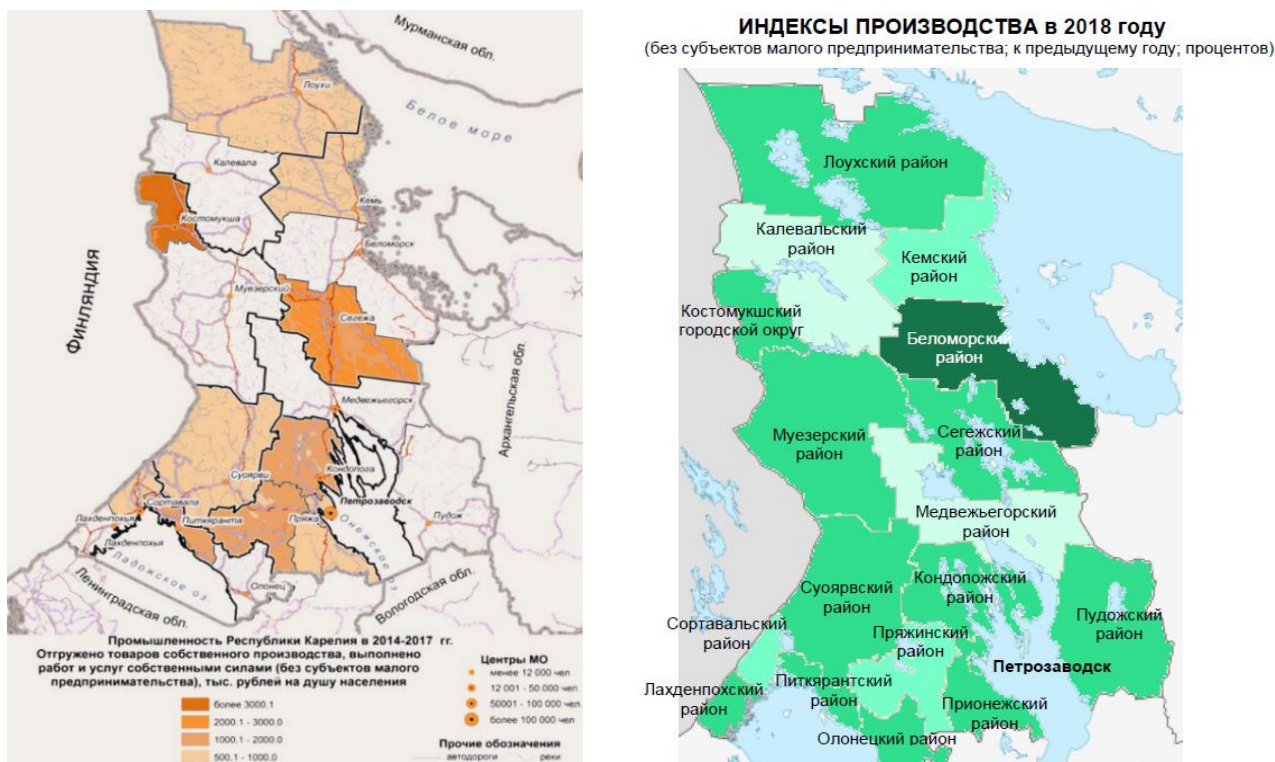 Мурманская обл.
Лоухи
Белое море
Калевала
Костомукша
Кемь
Беломорск
Финляндия
Муезерский
Сегежа
Архангельская обл.
Медвежьегорск
Суоярви
Кондопога
Петрозаводск
Сортавала
Лахденпохья
Питкяранта
Пряжа
Онежское оз.
Пудож
Лахденпохья
Ладожское оз.
Олонец
Ленинградская обл.
Вологодская обл.
Промышленность Республики Карелия в 2014-2017 гг.
Отгружено товаров собственного производства, выполнено
работ и услуг собственными силами (без субъектов малого
предпринимательства), тыс. рублей на душу населения
более 3000.1
2000.1 - 3000.0
1000.1 - 2000.0
500.1 - 1000.0
Центры МО
менее 12 000 чел.
12 001 - 50 000 чел.
50001 - 100 000 чел.
более 100 000 чел.
Прочие обозначения
автодороги
реки
ИНДЕКСЫ ПРОИЗВОДСТВА в 2018 году
(без субъектов малого предпринимательства; к предыдущему году; процентов)
Лоухский район
Калевальский
район
Кемский
район
Костомукшский
городской округ
Беломорский
район
Муезерский
район
Сегежский
район
Медвежьегорский
район
Суоярвский
район
Кондопожский
район
Пудожский
район
Сортавальский
район
Пряжинский
район
Петрозаводск
Лахденпохский
район
Питкярантский
район
Прионежский
район
Олонецкий район